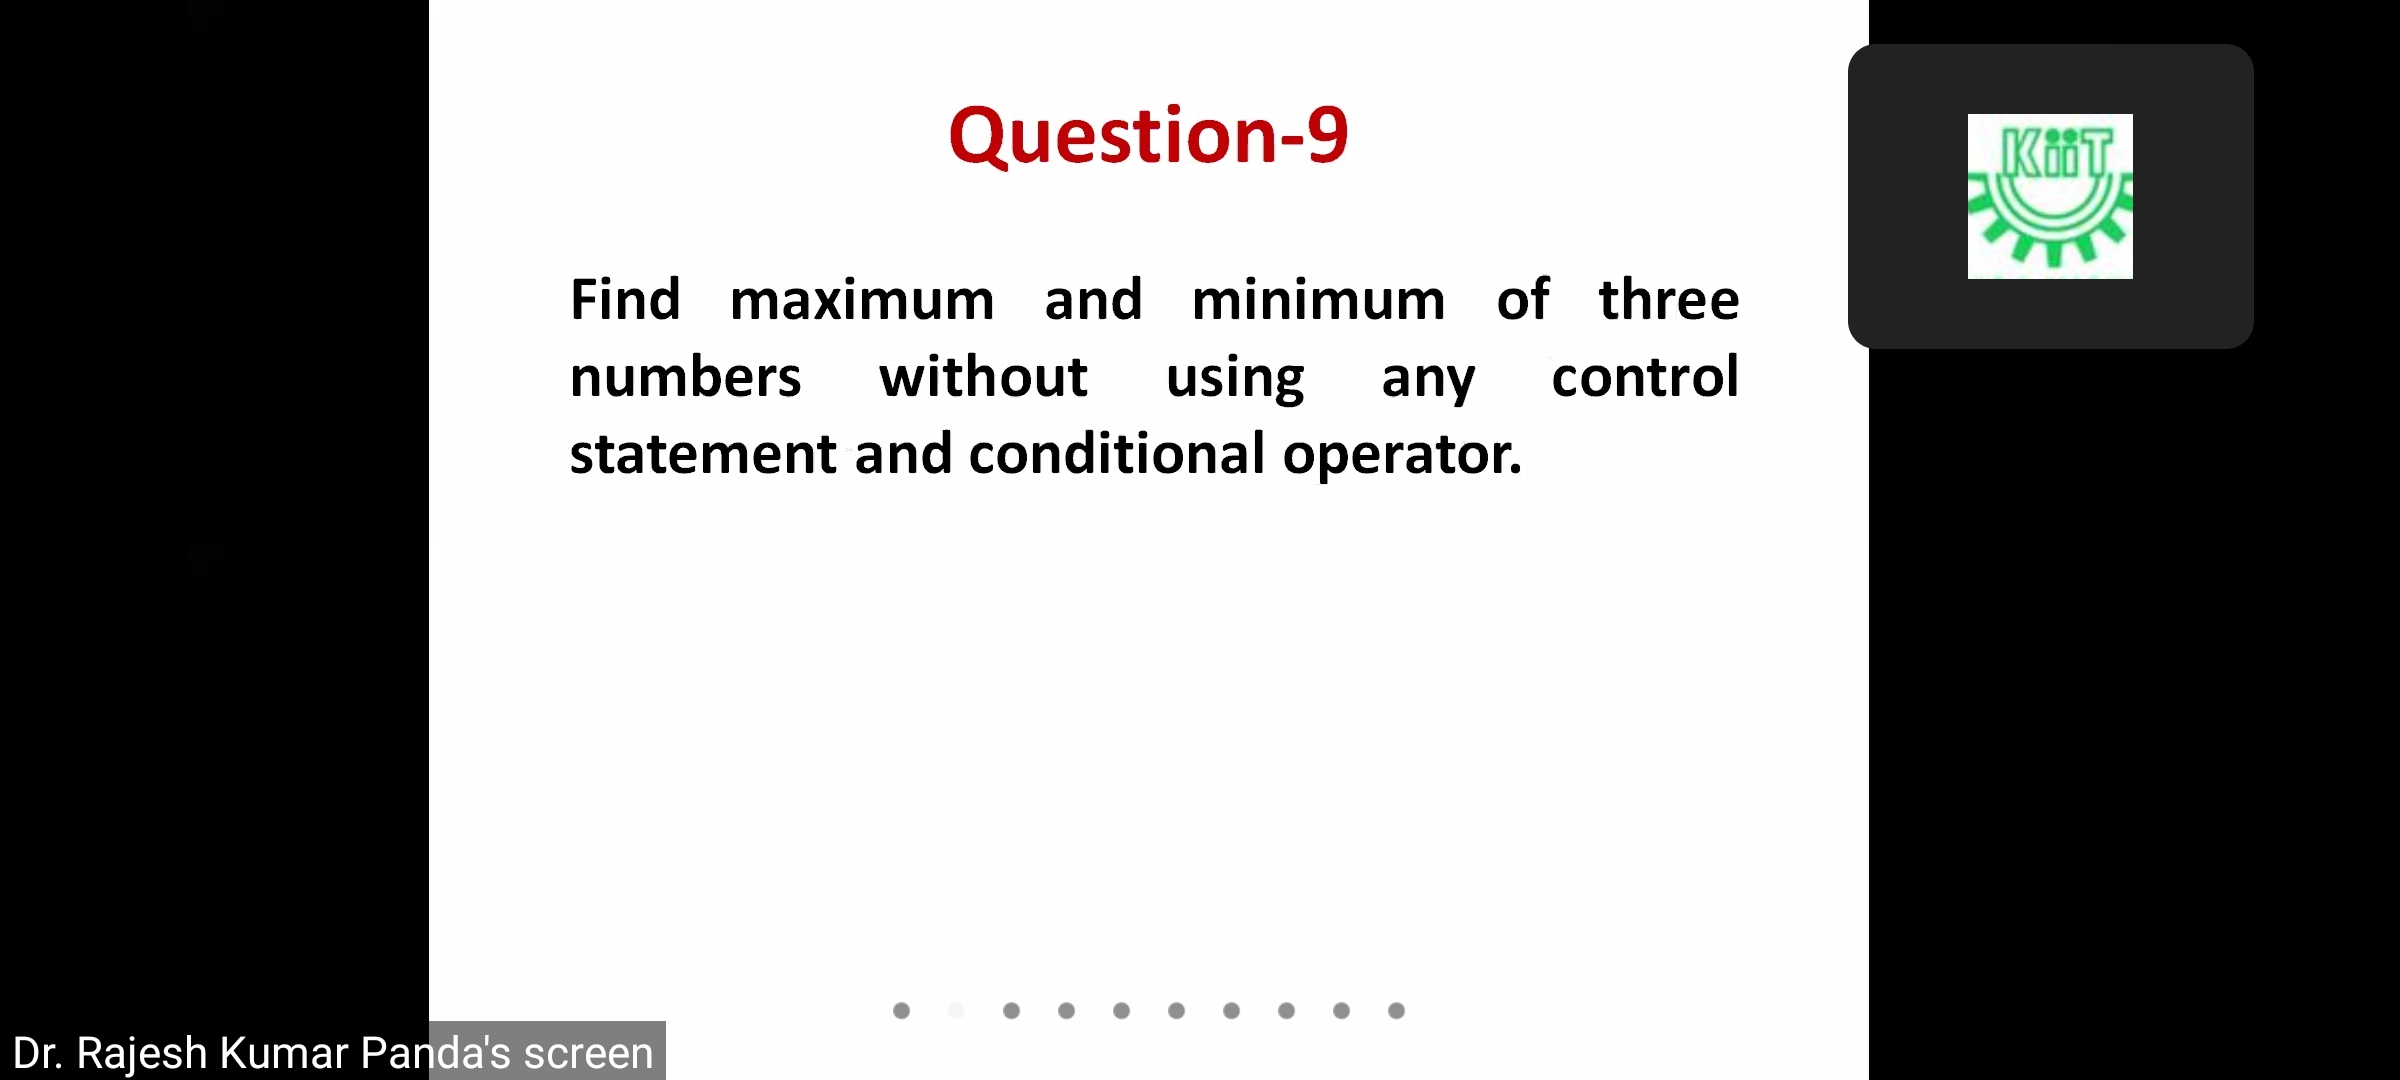 Question-9
KiiT
Find maximum and minimum of three
numbers without using any control
statement and conditional operator.
Dr. Rajesh Kumar Panda's screen